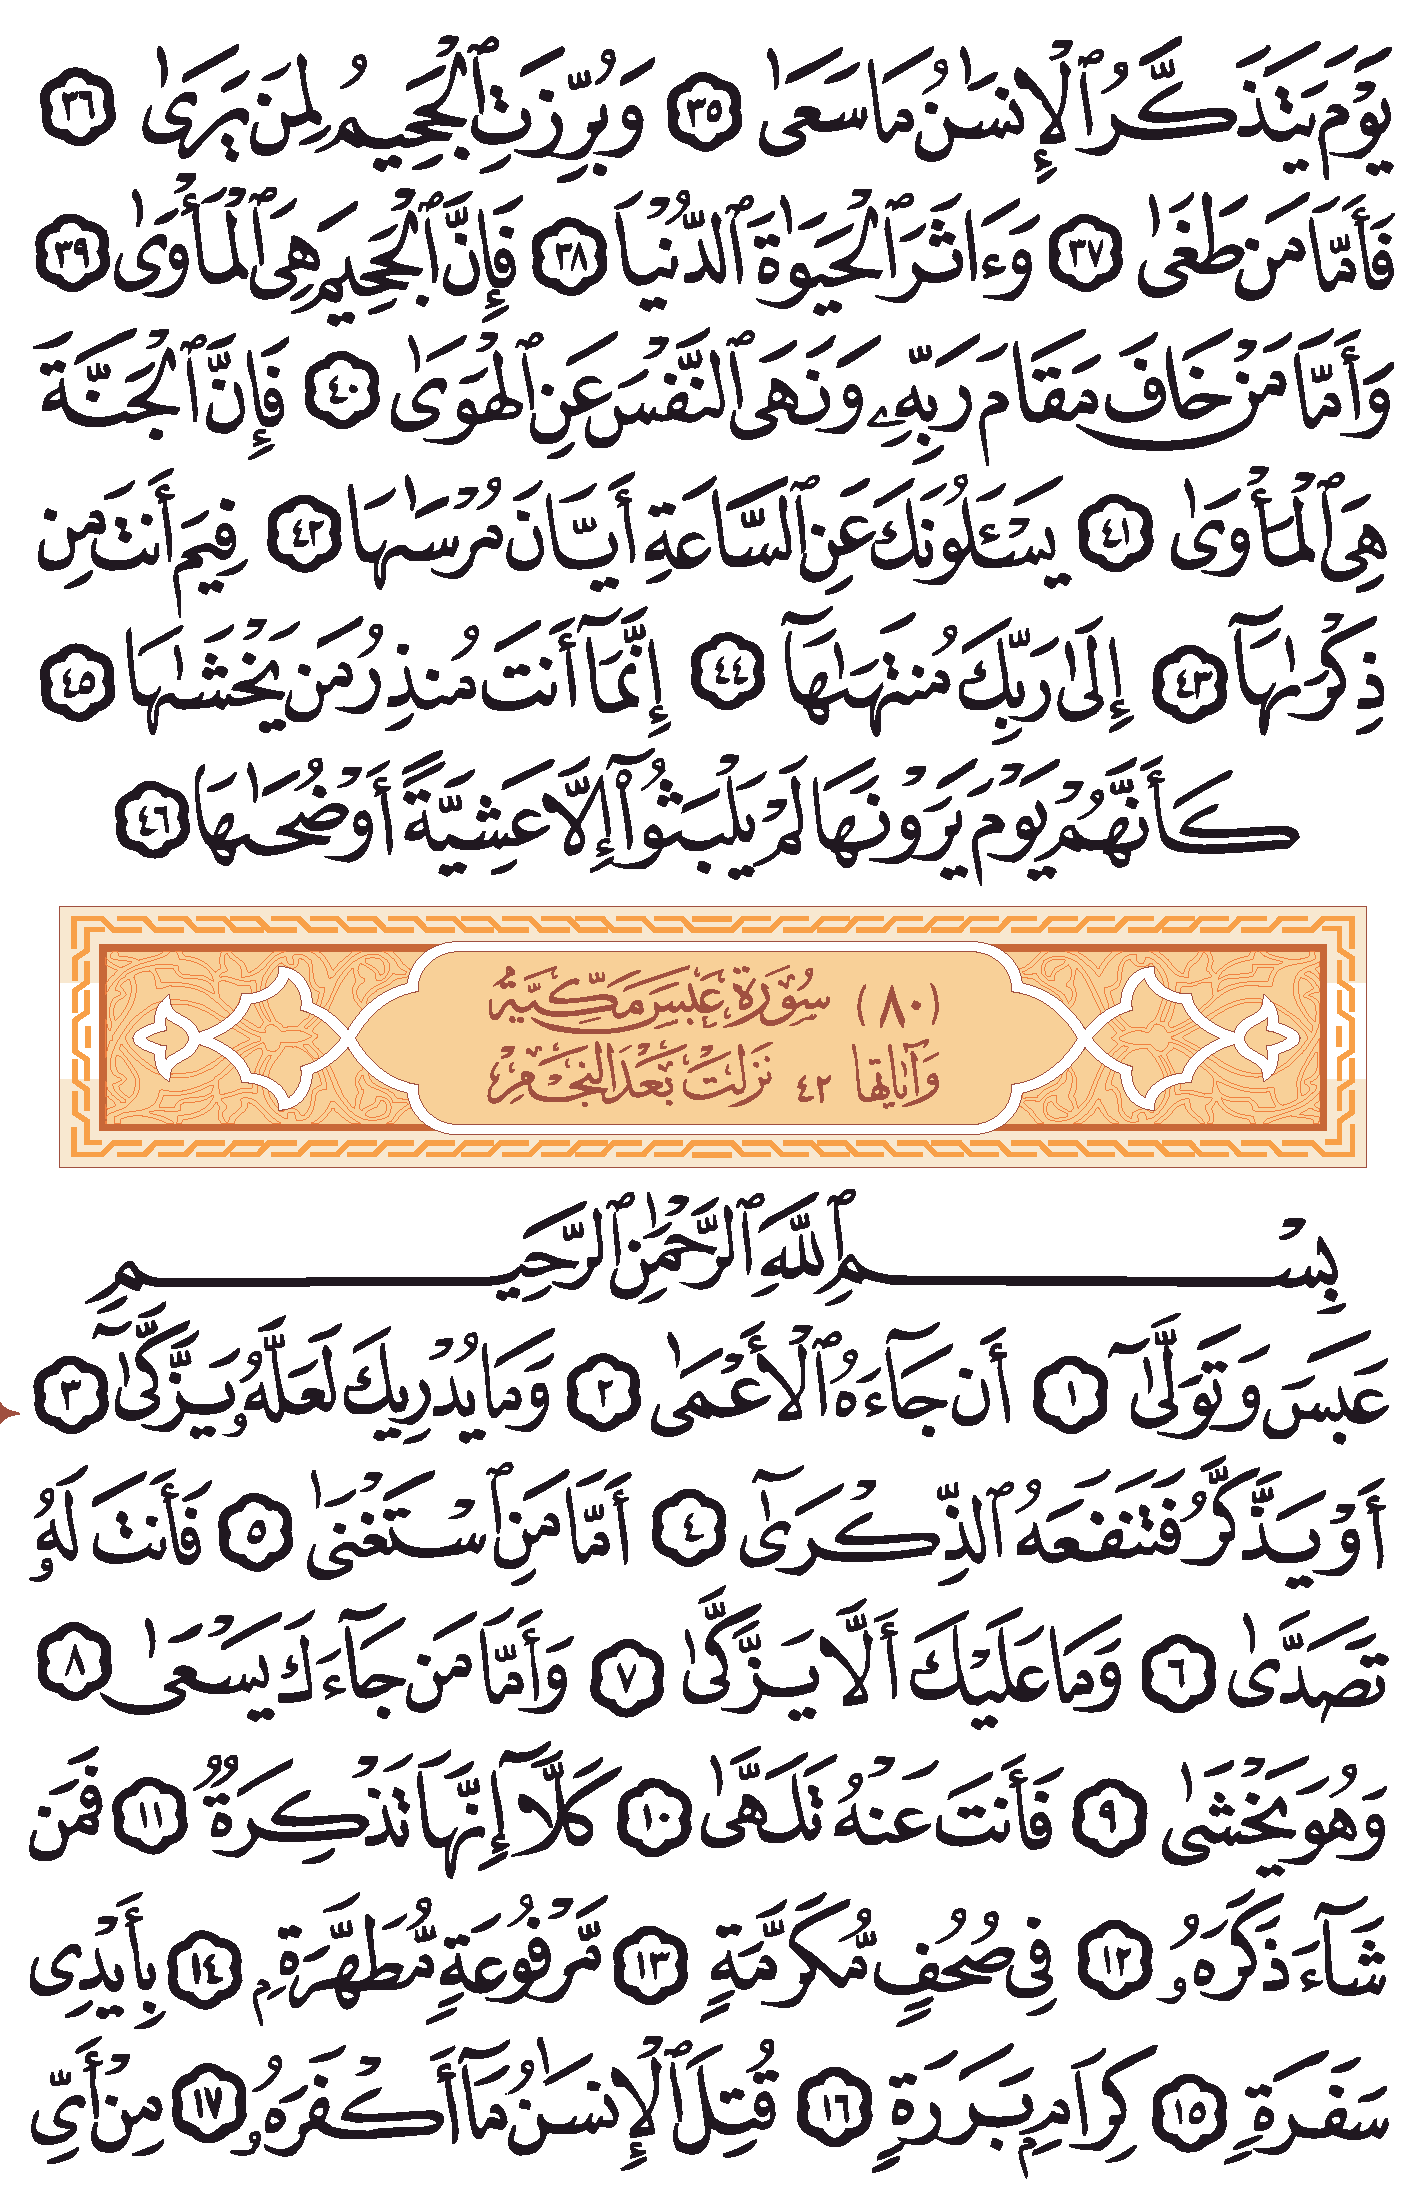 يَوْمَ يَتَذَكَّرُ ٱلْإِنسَٰنُ مَا سَعَىٰ ٣٥ وَبُرِّزَتِ ٱلْجَحِيمُ لِمَن يَرَىٰ ٣٦
فَأَمَّا مَن طَغَىٰ ٣٧ وَءَاثَرَ ٱلْحَيَوٰةَ ٱلدُّنْيَا ٣٨ فَإِنَّ ٱلْجَحِيمَ هِىَ ٱلْمَأْوَىٰ ٣٩
وَأَمَّا مَنْ خَافَ مَقَامَ رَبِّهِۦ وَنَهَى ٱلنَّفْسَ عَنِ ٱلْهَوَىٰ ٤٠ فَإِنَّ ٱلْجَنَّةَ
هِىَ ٱلْمَأْوَىٰ ٤١ يَسْـَٔلُونَكَ عَنِ ٱلسَّاعَةِ أَيَّانَ مُرْسَىٰهَا ٤٢ فِيمَ أَنتَ مِن
ذِكْرَىٰهَآ ٤٣ إِلَىٰ رَبِّكَ مُنتَهَىٰهَآ ٤٤ إِنَّمَآ أَنتَ مُنذِرُ مَن يَخْشَىٰهَا ٤٥
كَأَنَّهُمْ يَوْمَ يَرَوْنَهَا لَمْ يَلْبَثُوٓا۟ إِلَّا عَشِيَّةً أَوْ ضُحَىٰهَا ٤٦
(٨٠) سُوْرَةِ عَبَسَ مَكِّيَّةٌ
وَآيَاتُهَا ٤٢ نَزَلَتْ بَعْدَ النَّجْمِ
بِسْمِ ٱللَّهِ ٱلرَّحْمَٰنِ ٱلرَّحِيمِ
عَبَسَ وَتَوَلَّىٰٓ ١ أَن جَآءَهُ ٱلْأَعْمَىٰ ٢ وَمَا يُدْرِيكَ لَعَلَّهُۥ يَزَّكَّىٰٓ ٣
أَوْ يَذَّكَّرُ فَتَنفَعَهُ ٱلذِّكْرَىٰٓ ٤ أَمَّا مَنِ ٱسْتَغْنَىٰ ٥ فَأَنتَ لَهُۥ
تَصَدَّىٰ ٦ وَمَا عَلَيْكَ أَلَّا يَزَّكَّىٰ ٧ وَأَمَّا مَن جَآءَكَ يَسْعَىٰ ٨
وَهُوَ يَخْشَىٰ ٩ فَأَنتَ عَنْهُ تَلَهَّىٰ ١٠ كَلَّآ إِنَّهَا تَذْكِرَةٌ ١١ فَمَن
شَآءَ ذَكَرَهُۥ ١٢ فِى صُحُفٍ مُّكَرَّمَةٍ ١٣ مَّرْفُوعَةٍ مُّطَهَّرَةِۭ ١٤ بِأَيْدِى
سَفَرَةٍ ١٥ كِرَامِۭ بَرَرَةٍ ١٦ قُتِلَ ٱلْإِنسَٰنُ مَآ أَكْفَرَهُۥ ١٧ مِنْ أَىِّ